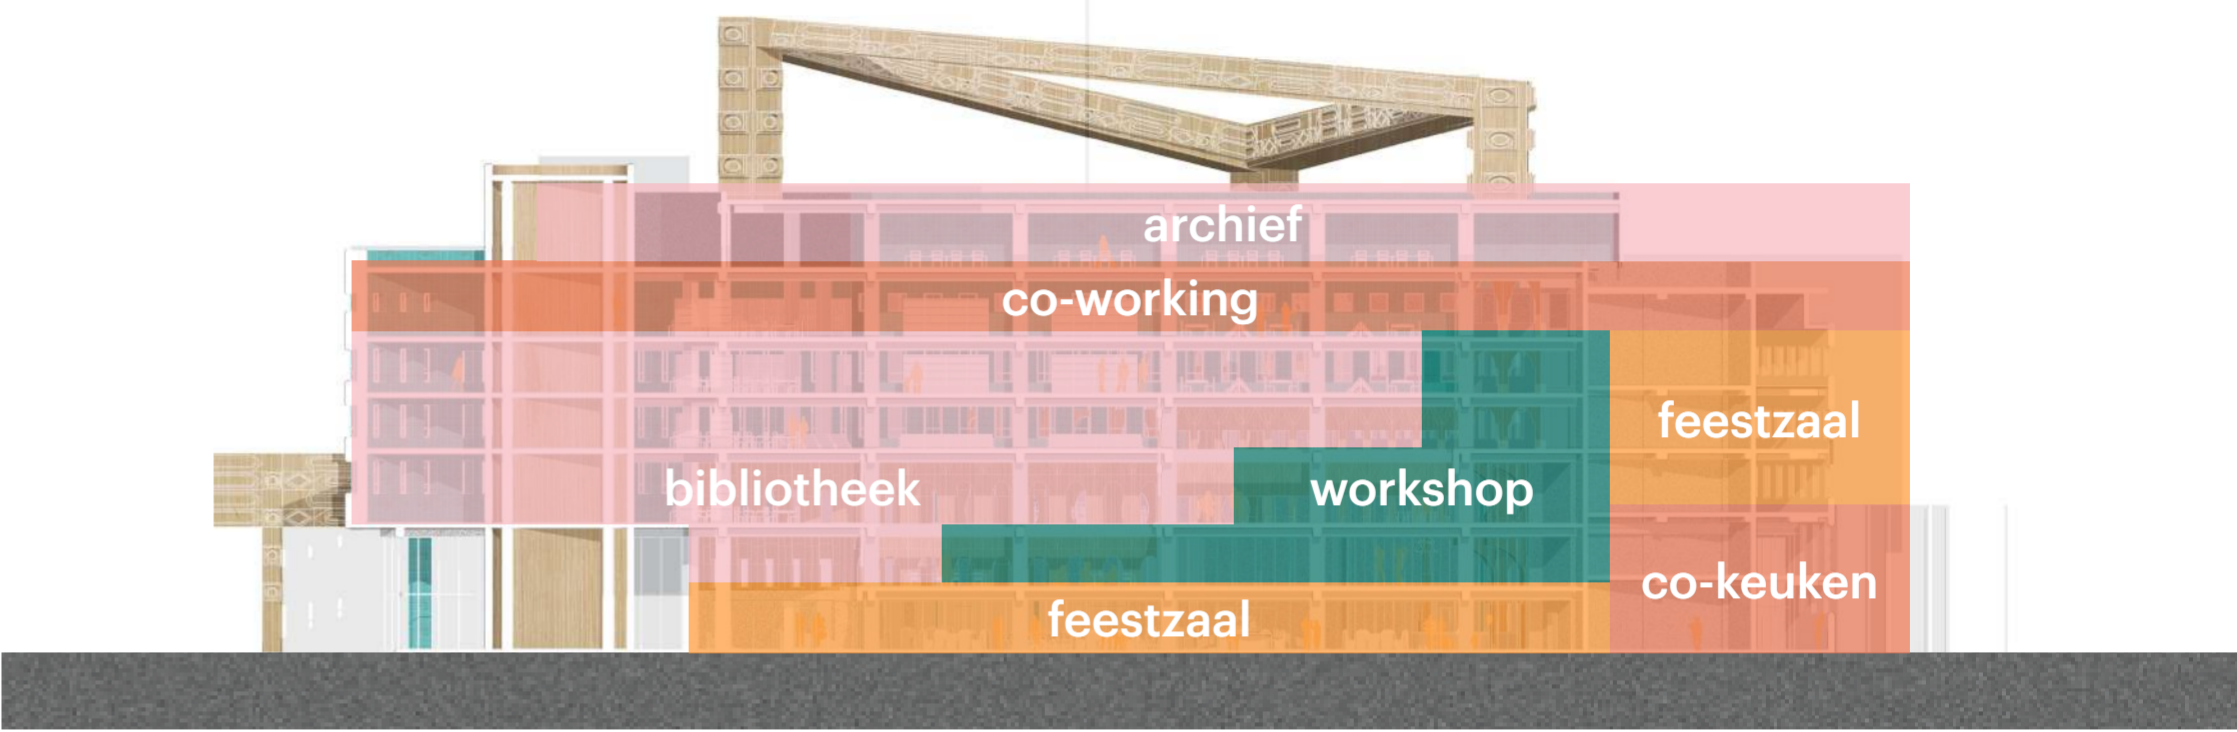 archief
co-working
feestzaal
bibliotheek
workshop
co-keuken
feestzaal